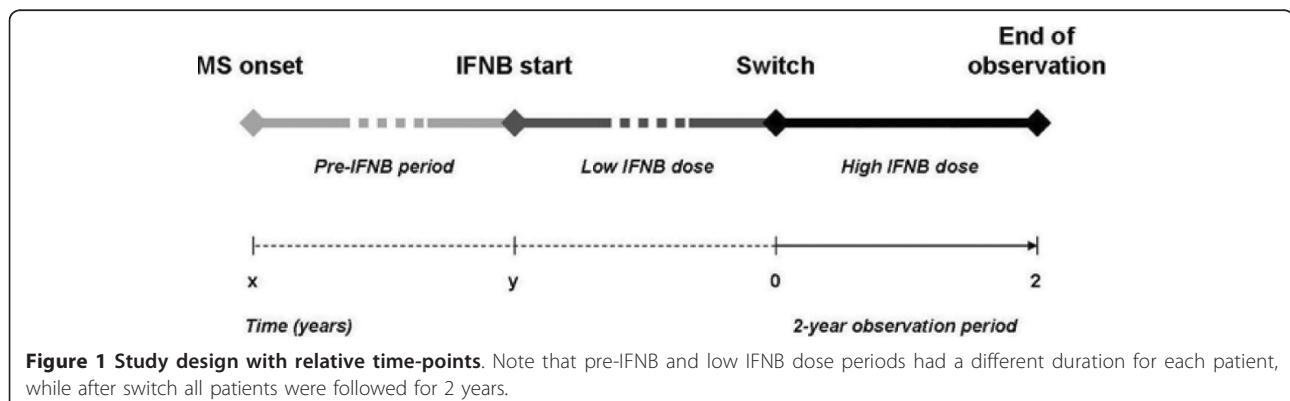 MS onset IFNB start Switch End of observation
Pre-IFNB period Low IFNB dose High IFNB dose
x y 0 2
Time (years) 2-year observation period
Figure 1 Study design with relative time-points. Note that pre-IFNB and low IFNB dose periods had a different duration for each patient,
while after switch all patients were followed for 2 years.